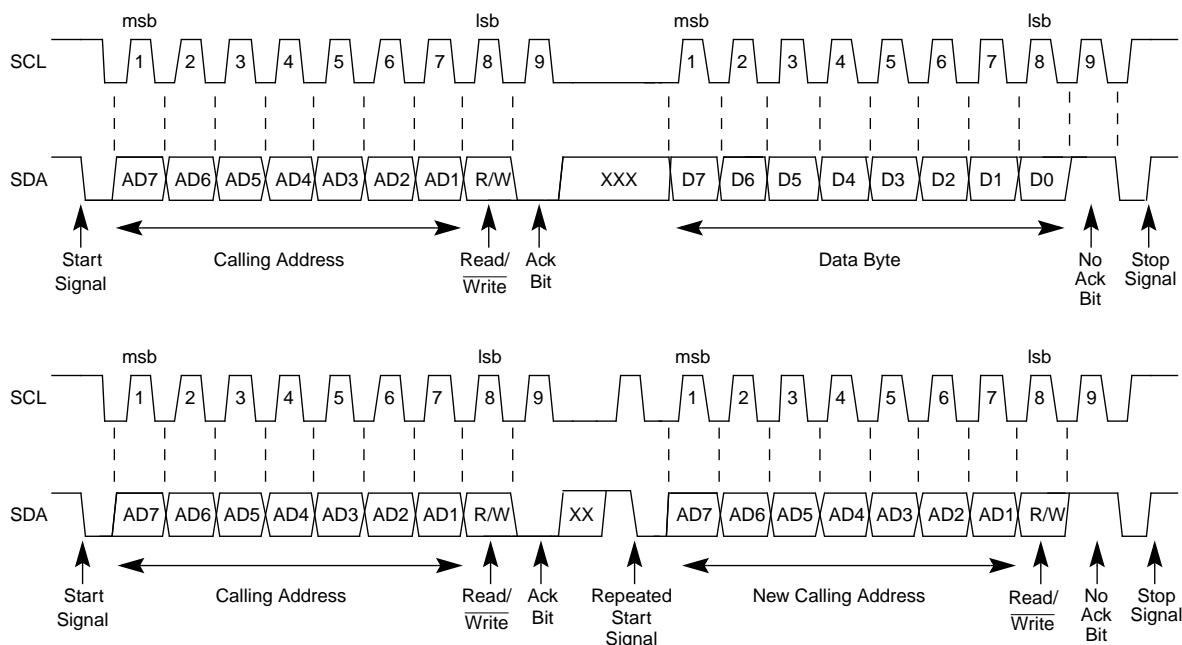 msb lsb msb lsb
SCL 1 2 3 4 5 6 7 8 9 1 2 3 4 5 6 7 8 9
SDA AD7 AD6 AD5 AD4 AD3 AD2 AD1 R/W XXX D7 D6 D5 D4 D3 D2 D1 D0
Start Calling Address Read/ Ack Data Byte No Stop
Signal Write Bit Ack Signal
Bit
msb lsb msb lsb
SCL 1 2 3 4 5 6 7 8 9 1 2 3 4 5 6 7 8 9
SDA AD7 AD6 AD5 AD4 AD3 AD2 AD1 R/W XX AD7 AD6 AD5 AD4 AD3 AD2 AD1 R/W
Start Calling Address Read/ Ack Repeated New Calling Address Read/ No Stop
Signal Write Bit Start Write Ack Signal
Signal Bit